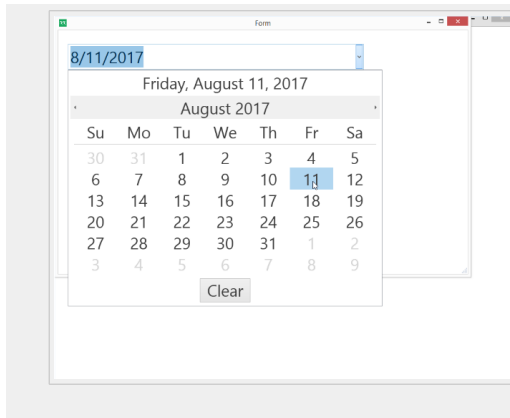 Form
8/11/2017
Friday, August 11, 2017
August 2017
Su Mo Tu We Th Fr Sa
30 31 1 2 3 4 5
6 7 8 9 10 11 12
13 14 15 16 17 18 19
20 21 22 23 24 25 26
27 28 29 30 31 1 2
3 4 5 6 7 8 9
Clear